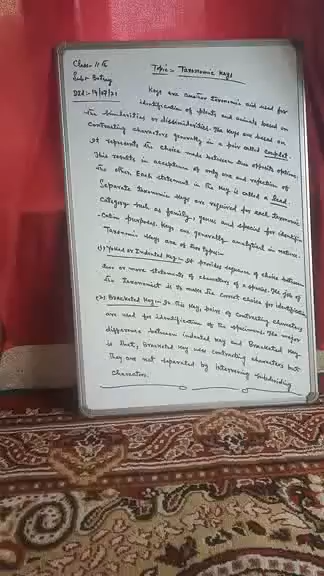 Class- 11th
Topic:- Taxonomic Keys
Sub:- Botany
Dtd:- 19/07/21
Keys are another taxonomic aid used for
identification of plants and animals based on
the similarities or dissimilarities. The keys are based on
contrasting characters generally in a pair called couplet.
It represents the choice made between two opposite options.
This results in acceptance of only one and rejection of
the other. Each statement in the key is called a lead.
Separate taxonomic keys are required for each taxonomic
category such as family, genus and species for identifi-
-cation purposes. Keys are generally analytical in nature.
Taxonomic Keys are of two types:-
(1) Yoked or Indented Key:- It provides sequence of choice between
two or more statements of characters of a species. The job of
the taxonomist is to make the correct choice for identification
(2) Bracketed Key:- In this key, pairs of contrasting characters
are used for identification of the specimens. The major
difference between indented key and Bracketed Key
is that, Bracketed Key uses contrasting characters but
they are not separated by intervening subdividing
characters.